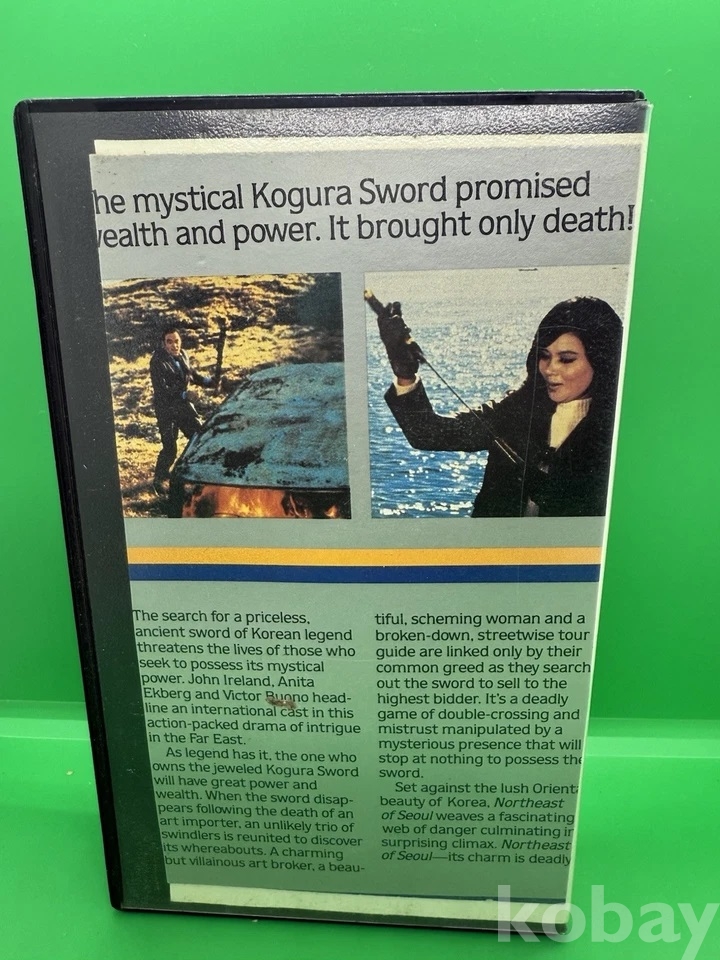 he mystical Kogura Sword promised
ealth and power. It brought only death!
The search for a priceless,
ancient sword of Korean legend
threatens the lives of those who
seek to possess its mystical
power. John Ireland, Anita
Ekberg and Victor Buono head-
line an international cast in this
action-packed drama of intrigue
in the Far East.
As legend has it, the one who
owns the jeweled Kogura Sword
will have great power and
wealth. When the sword disap-
pears following the death of an
art importer, an unlikely trio of
swindlers is reunited to discover
its whereabouts. A charming
but villainous art broker, a beau-
tiful, scheming woman and a
broken-down, streetwise tour
guide are linked only by their
common greed as they search
out the sword to sell to the
highest bidder. It's a deadly
game of double-crossing and
mistrust manipulated by a
mysterious presence that will
stop at nothing to possess the
sword.
Set against the lush Orient
beauty of Korea, Northeast
of Seoul weaves a fascinating
web of danger culminating in
surprising climax. Northeast
of Seoul—its charm is deadly
kobay